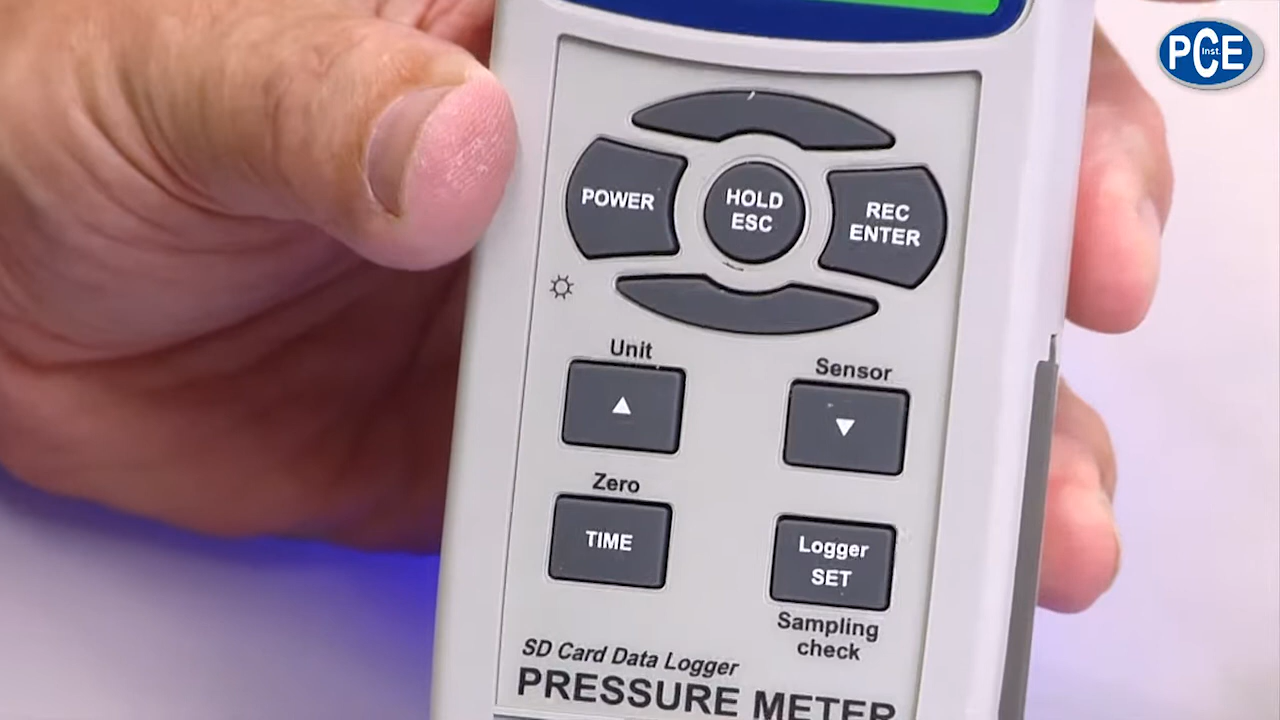 PCE
Inst.
POWER
HOLD
ESC
REC
ENTER
Unit
Sensor
Zero
TIME
Logger
SET
Sampling
check
SD Card Data Logger
PRESSURE METER